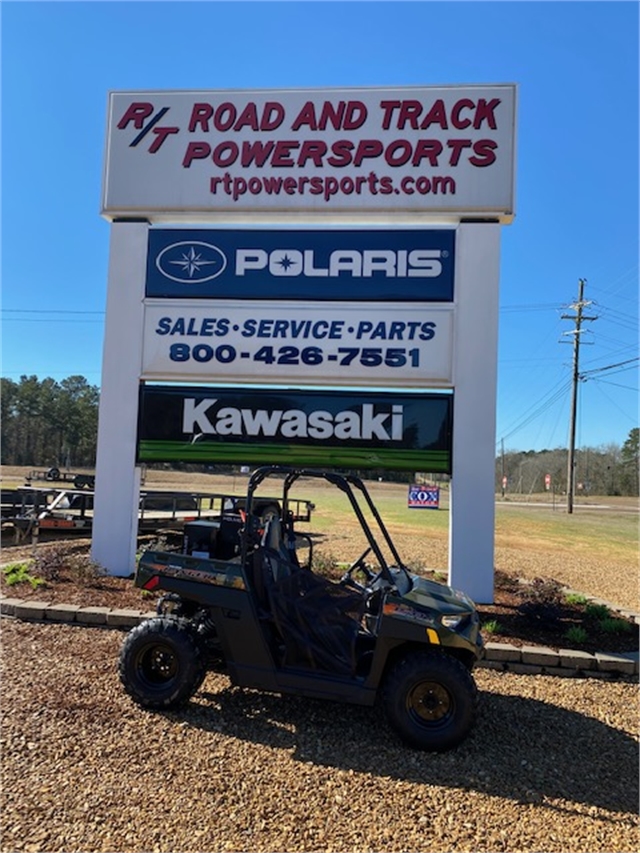 R/T ROAD AND TRACK
POWERSPORTS
rtpowersports.com
POLARIS®
SALES·SERVICE·PARTS
800-426-7551
Kawasaki
COX